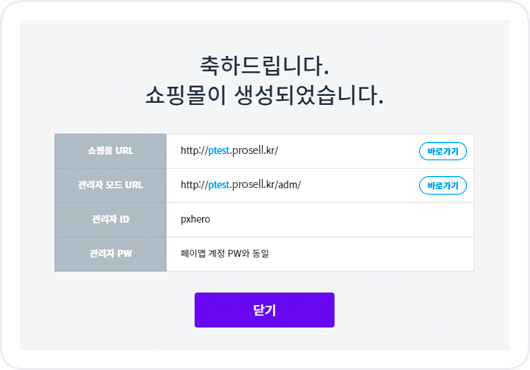 축하드립니다.
쇼핑몰이 생성되었습니다.
쇼핑몰 URL http://ptest.prosell.kr/ 바로가기
관리자 모드 URL http://ptest.prosell.kr/adm/ 바로가기
관리자 ID pxhero
관리자 PW 페이앱 계정 PW와 동일
닫기